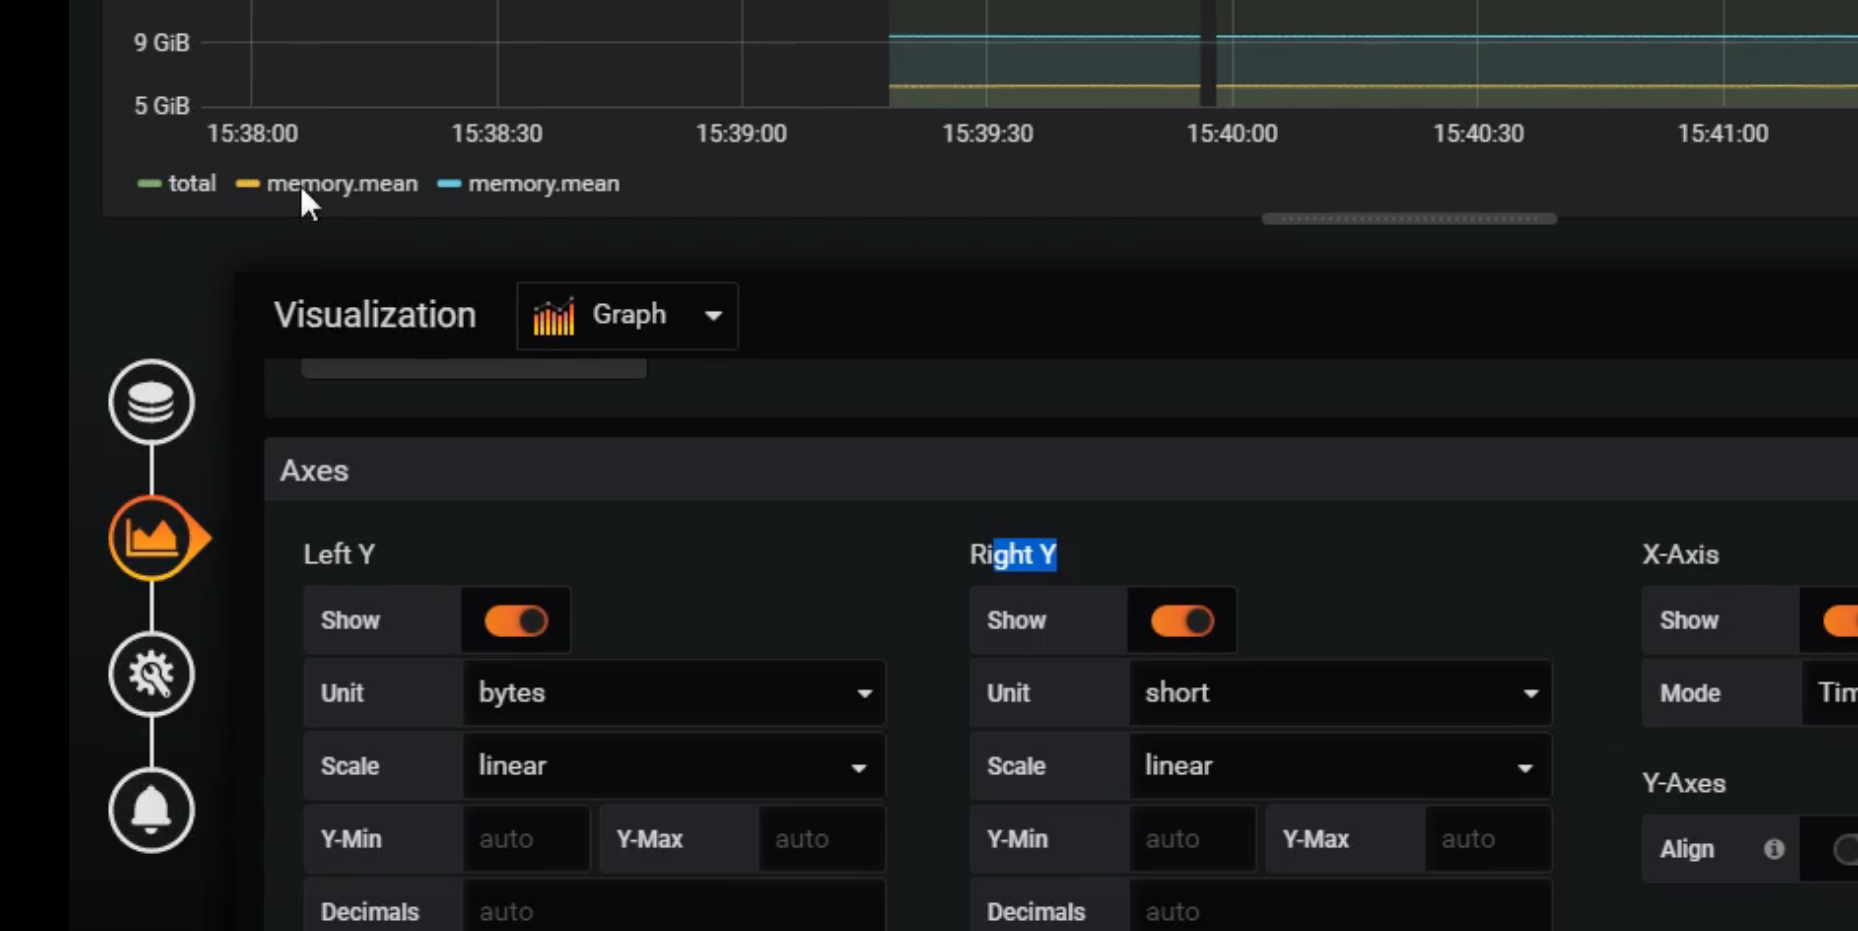 9 GiB
5 GiB
15:38:00 15:38:30 15:39:00 15:39:30 15:40:00 15:40:30 15:41:00
total memory.mean memory.mean
Visualization Graph
Axes
Left Y Right Y X-Axis
Show Show Show
Unit bytes Unit short Mode Tim
Scale linear Scale linear
Y-Axes
Y-Min auto Y-Max auto Y-Min auto Y-Max auto Align
Decimals auto Decimals auto